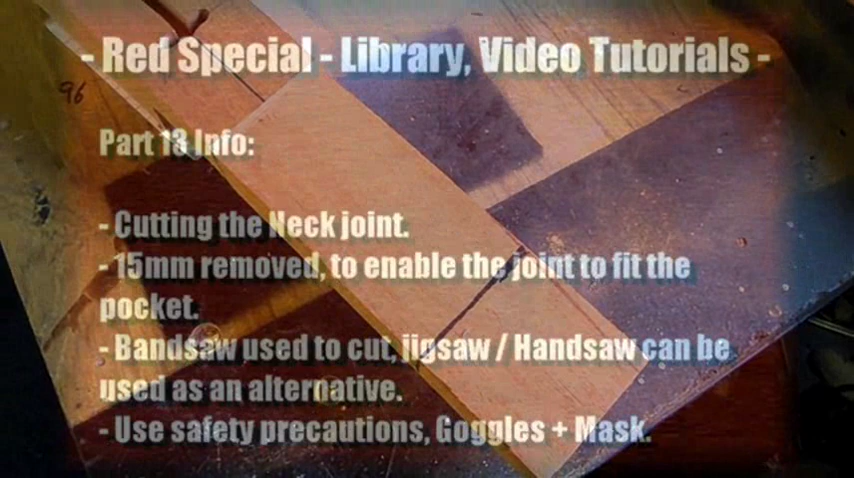 - Red Special - Library, Video Tutorials -
96
Part 13 Info:
- Cutting the Neck joint.
- 15mm removed, to enable the joint to fit the
pocket.
- Bandsaw used to cut, jigsaw / Handsaw can be
used as an alternative.
- Use safety precautions, Goggles + Mask.